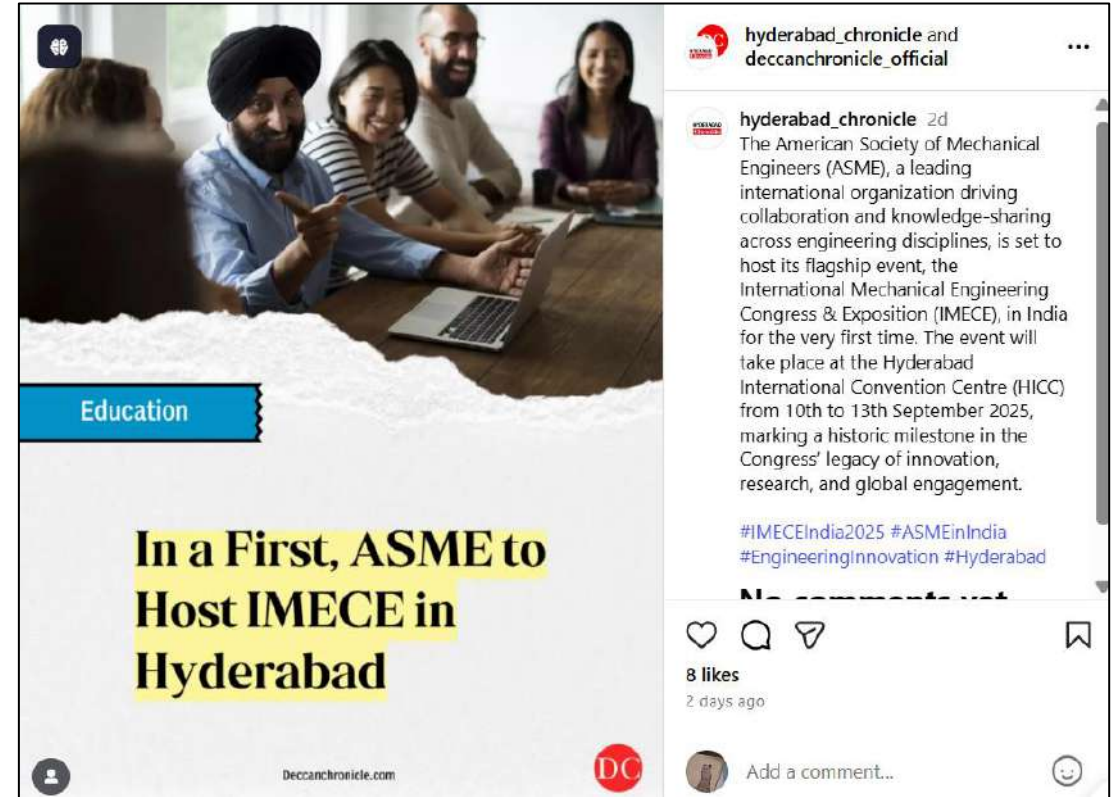 Education
In a First, ASME to
Host IMECE in
Hyderabad
Deccanchronicle.com
DC
hyderabad_chronicle and
deccanchronicle_official
hyderabad_chronicle 2d
The American Society of Mechanical
Engineers (ASME), a leading
international organization driving
collaboration and knowledge-sharing
across engineering disciplines, is set to
host its flagship event, the
International Mechanical Engineering
Congress & Exposition (IMECE), in India
for the very first time. The event will
take place at the Hyderabad
International Convention Centre (HICC)
from 10th to 13th September 2025,
marking a historic milestone in the
Congress' legacy of innovation,
research, and global engagement.
#IMECEIndia2025 #ASMEinIndia
#EngineeringInnovation #Hyderabad
No comments yet
8 likes
2 days ago
Add a comment...